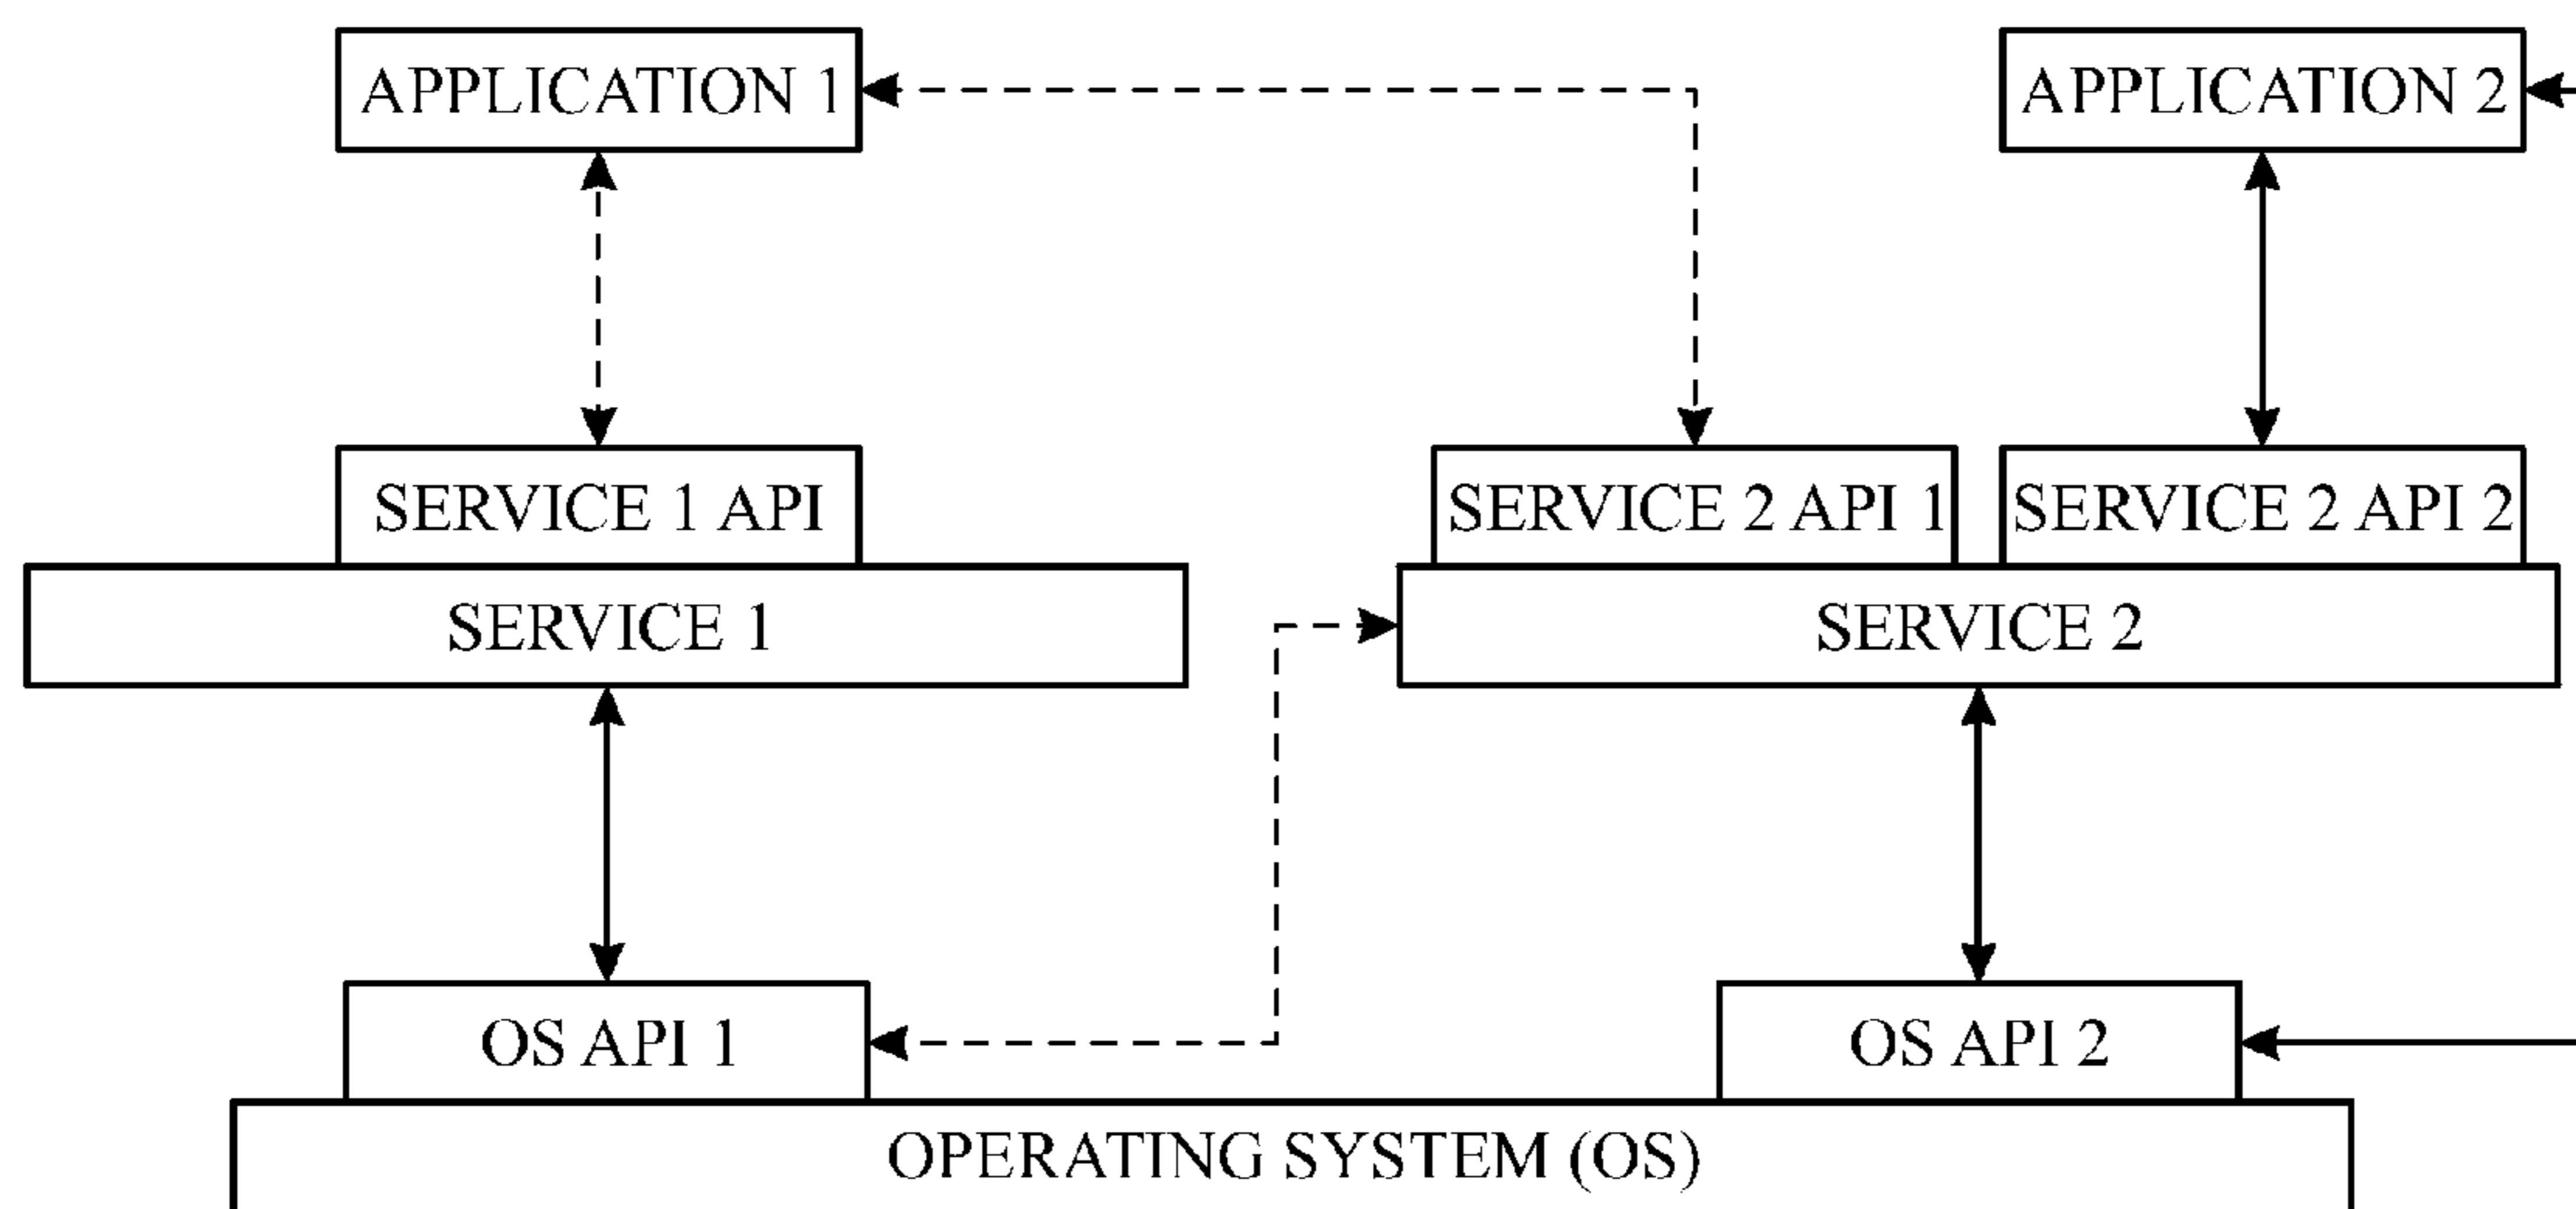 APPLICATION 1
APPLICATION 2
SERVICE 1 API
SERVICE 2 API 1
SERVICE 2 API 2
SERVICE 1
SERVICE 2
OS API 1
OS API 2
OPERATING SYSTEM (OS)